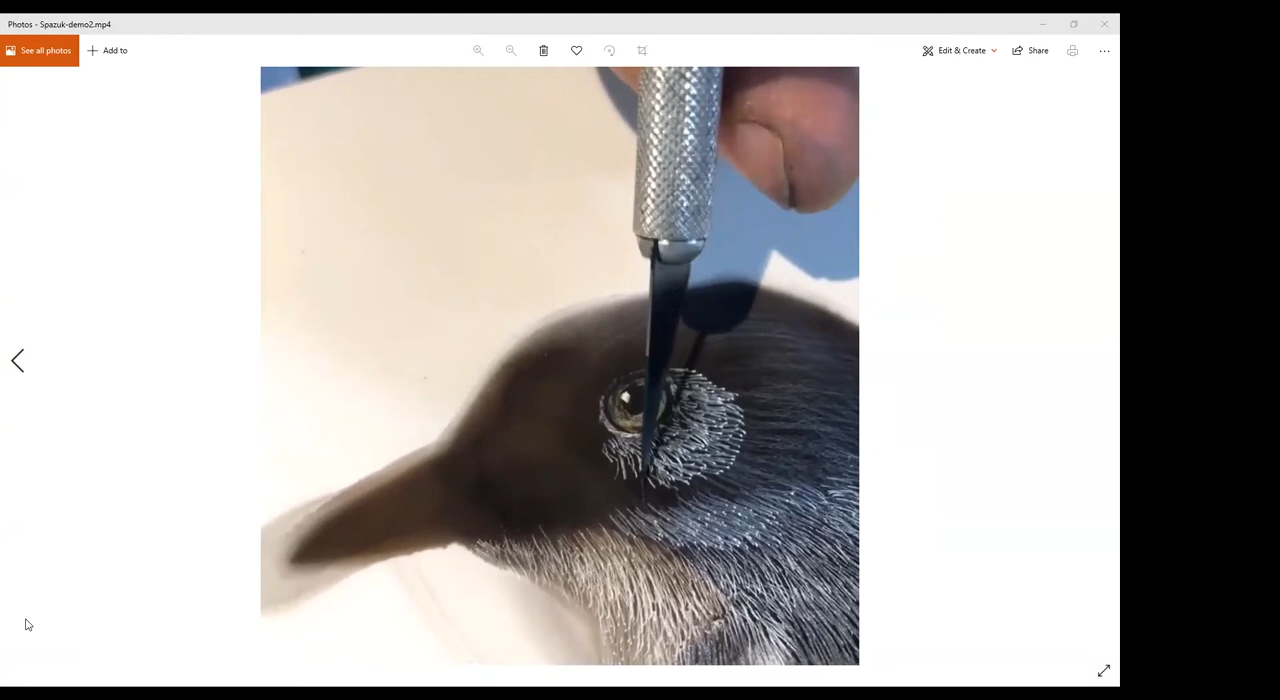 Photos - Spazuk-demo2.mp4
See all photos
Add to
Edit & Create
Share